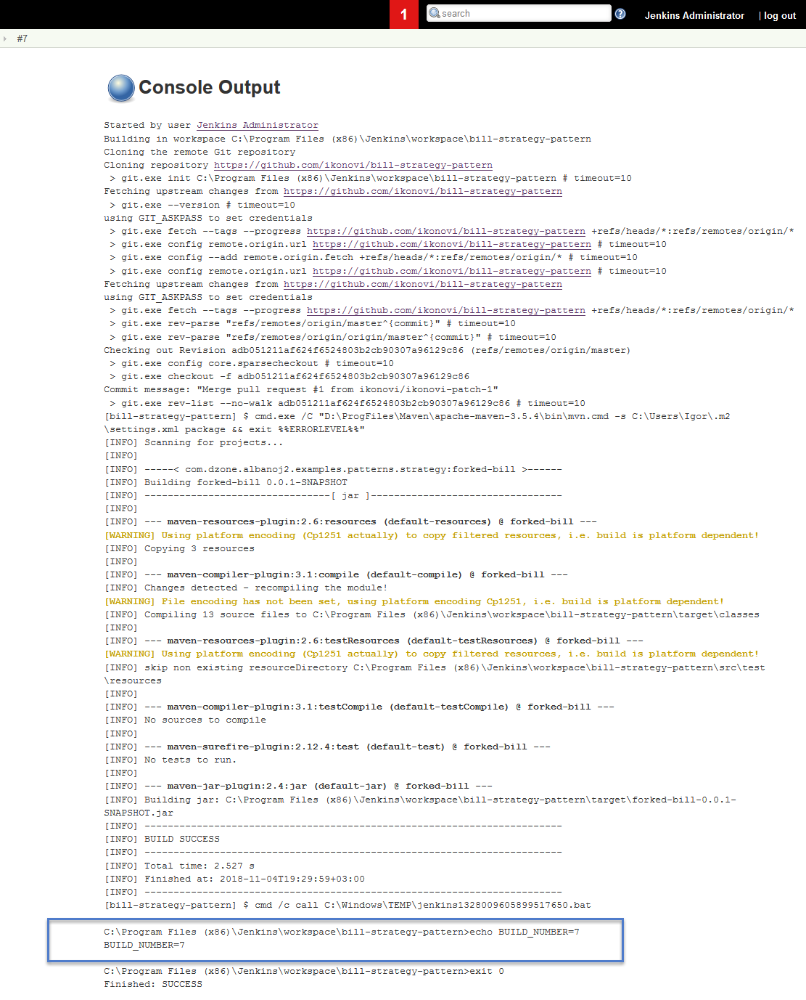 1
search
?
Jenkins Administrator
| log out
#7
Console Output
Started by user Jenkins Administrator
Building in workspace C:\Program Files (x86)\Jenkins\workspace\bill-strategy-pattern
Cloning the remote Git repository
Cloning repository https://github.com/ikonovi/bill-strategy-pattern
 > git.exe init C:\Program Files (x86)\Jenkins\workspace\bill-strategy-pattern # timeout=10
Fetching upstream changes from https://github.com/ikonovi/bill-strategy-pattern
 > git.exe --version # timeout=10
using GIT_ASKPASS to set credentials
 > git.exe fetch --tags --progress https://github.com/ikonovi/bill-strategy-pattern +refs/heads/*:refs/remotes/origin/*
 > git.exe config remote.origin.url https://github.com/ikonovi/bill-strategy-pattern # timeout=10
 > git.exe config --add remote.origin.fetch +refs/heads/*:refs/remotes/origin/* # timeout=10
 > git.exe config remote.origin.url https://github.com/ikonovi/bill-strategy-pattern # timeout=10
Fetching upstream changes from https://github.com/ikonovi/bill-strategy-pattern
using GIT_ASKPASS to set credentials
 > git.exe fetch --tags --progress https://github.com/ikonovi/bill-strategy-pattern +refs/heads/*:refs/remotes/origin/*
 > git.exe rev-parse "refs/remotes/origin/master^{commit}" # timeout=10
 > git.exe rev-parse "refs/remotes/origin/origin/master^{commit}" # timeout=10
Checking out Revision adb051211af624f6524803b2cb90307a96129c86 (refs/remotes/origin/master)
 > git.exe config core.sparsecheckout # timeout=10
 > git.exe checkout -f adb051211af624f6524803b2cb90307a96129c86
Commit message: "Merge pull request #1 from ikonovi/ikonovi-patch-1"
 > git.exe rev-list --no-walk adb051211af624f6524803b2cb90307a96129c86 # timeout=10
[bill-strategy-pattern] $ cmd.exe /C "D:\ProgFiles\Maven\apache-maven-3.5.4\bin\mvn.cmd -s C:\Users\Igor\.m2
\settings.xml package && exit %%ERRORLEVEL%%"
[INFO] Scanning for projects...
[INFO]
[INFO] -----< com.dzone.albanoj2.examples.patterns.strategy:forked-bill >------
[INFO] Building forked-bill 0.0.1-SNAPSHOT
[INFO] --------------------------------[ jar ]---------------------------------
[INFO]
[INFO] --- maven-resources-plugin:2.6:resources (default-resources) @ forked-bill ---
[WARNING] Using platform encoding (Cp1251 actually) to copy filtered resources, i.e. build is platform dependent!
[INFO] Copying 3 resources
[INFO]
[INFO] --- maven-compiler-plugin:3.1:compile (default-compile) @ forked-bill ---
[INFO] Changes detected - recompiling the module!
[WARNING] File encoding has not been set, using platform encoding Cp1251, i.e. build is platform dependent!
[INFO] Compiling 13 source files to C:\Program Files (x86)\Jenkins\workspace\bill-strategy-pattern\target\classes
[INFO]
[INFO] --- maven-resources-plugin:2.6:testResources (default-testResources) @ forked-bill ---
[WARNING] Using platform encoding (Cp1251 actually) to copy filtered resources, i.e. build is platform dependent!
[INFO] skip non existing resourceDirectory C:\Program Files (x86)\Jenkins\workspace\bill-strategy-pattern\src\test
\resources
[INFO]
[INFO] --- maven-compiler-plugin:3.1:testCompile (default-testCompile) @ forked-bill ---
[INFO] No sources to compile
[INFO]
[INFO] --- maven-surefire-plugin:2.12.4:test (default-test) @ forked-bill ---
[INFO] No tests to run.
[INFO]
[INFO] --- maven-jar-plugin:2.4:jar (default-jar) @ forked-bill ---
[INFO] Building jar: C:\Program Files (x86)\Jenkins\workspace\bill-strategy-pattern\target\forked-bill-0.0.1-
SNAPSHOT.jar
[INFO] ------------------------------------------------------------------------
[INFO] BUILD SUCCESS
[INFO] ------------------------------------------------------------------------
[INFO] Total time: 2.527 s
[INFO] Finished at: 2018-11-04T19:29:59+03:00
[INFO] ------------------------------------------------------------------------
[bill-strategy-pattern] $ cmd /c call C:\Windows\TEMP\jenkins1328009605899517650.bat
C:\Program Files (x86)\Jenkins\workspace\bill-strategy-pattern>echo BUILD_NUMBER=7
BUILD_NUMBER=7
C:\Program Files (x86)\Jenkins\workspace\bill-strategy-pattern>exit 0
Finished: SUCCESS